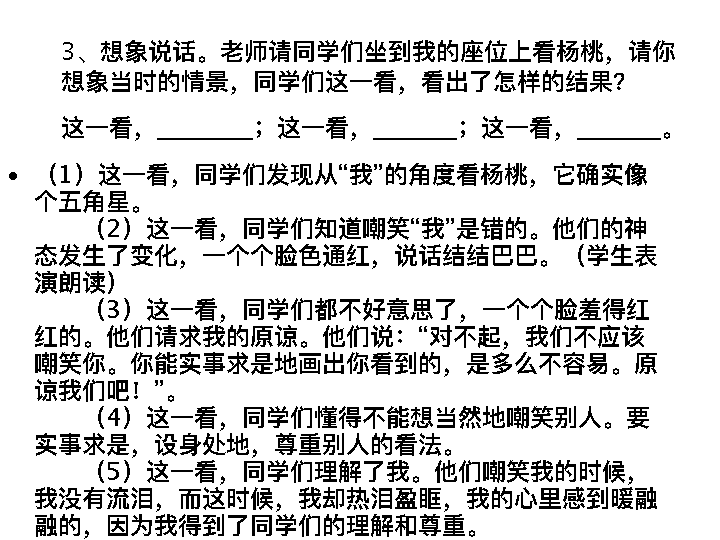 3、想象说话。老师请同学们坐到我的座位上看杨桃，请你
想象当时的情景，同学们这一看，看出了怎样的结果？
这一看，________；这一看，_______；这一看，_______。
• （1）这一看，同学们发现从“我”的角度看杨桃，它确实像
个五角星。
（2）这一看，同学们知道嘲笑“我”是错的。他们的神
态发生了变化，一个个脸色通红，说话结结巴巴。（学生表
演朗读）
（3）这一看，同学们都不好意思了，一个个脸羞得红
红的。他们请求我的原谅。他们说：“对不起，我们不应该
嘲笑你。你能实事求是地画出你看到的，是多么不容易。原
谅我们吧！”。
（4）这一看，同学们懂得不能想当然地嘲笑别人。要
实事求是，设身处地，尊重别人的看法。
（5）这一看，同学们理解了我。他们嘲笑我的时候，
我没有流泪，而这时候，我却热泪盈眶，我的心里感到暖融
融的，因为我得到了同学们的理解和尊重。